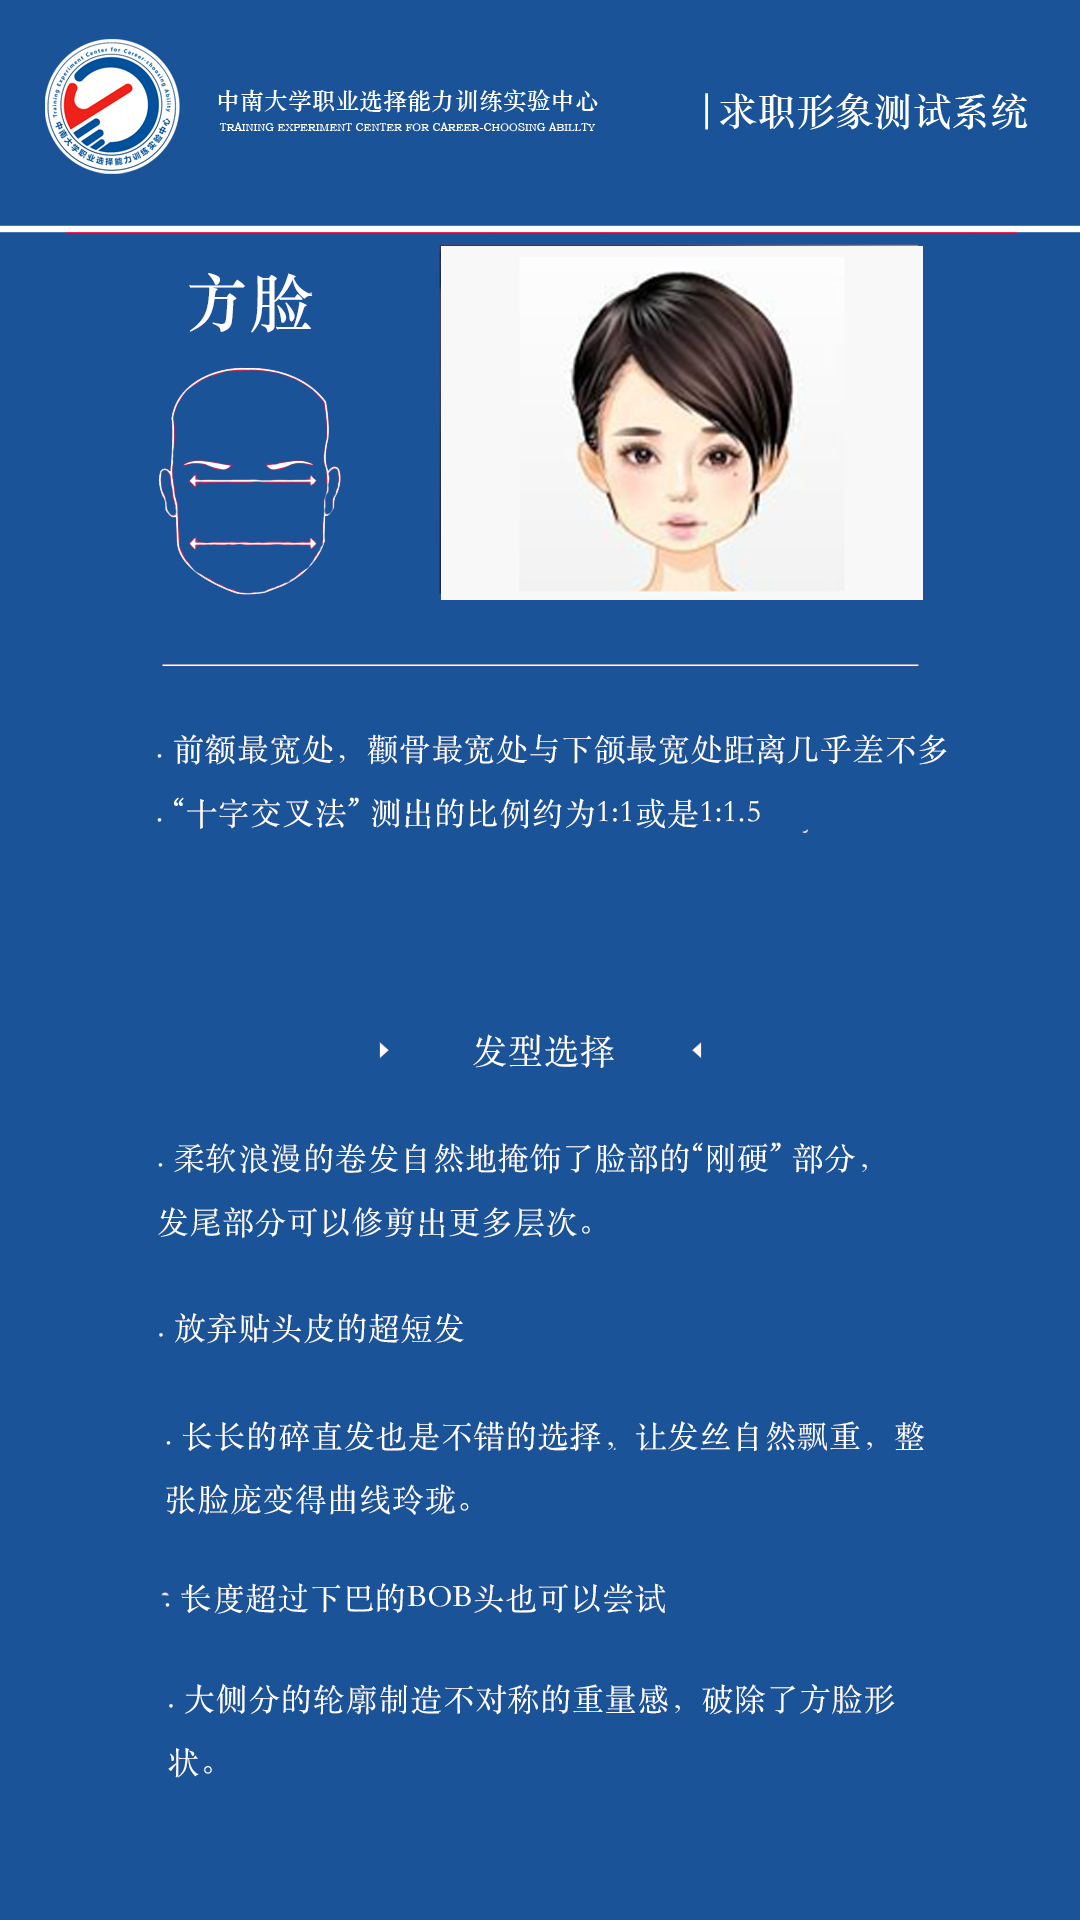 Training Experiment Center for Career-choosing Ability
中南大学职业选择能力训练实验中心
中南大学职业选择能力训练实验中心
TRAINING EXPERIMENT CENTER FOR CAREER-CHOOSING ABILLTY
|求职形象测试系统
方脸
. 前额最宽处，颧骨最宽处与下颌最宽处距离几乎差不多
. “十字交叉法” 测出的比例约为1:1或是1:1.5
发型选择
. 柔软浪漫的卷发自然地掩饰了脸部的“刚硬” 部分，
发尾部分可以修剪出更多层次。
. 放弃贴头皮的超短发
. 长长的碎直发也是不错的选择，让发丝自然飘重，整
张脸庞变得曲线玲珑。
. 长度超过下巴的BOB头也可以尝试
. 大侧分的轮廓制造不对称的重量感，破除了方脸形
状。